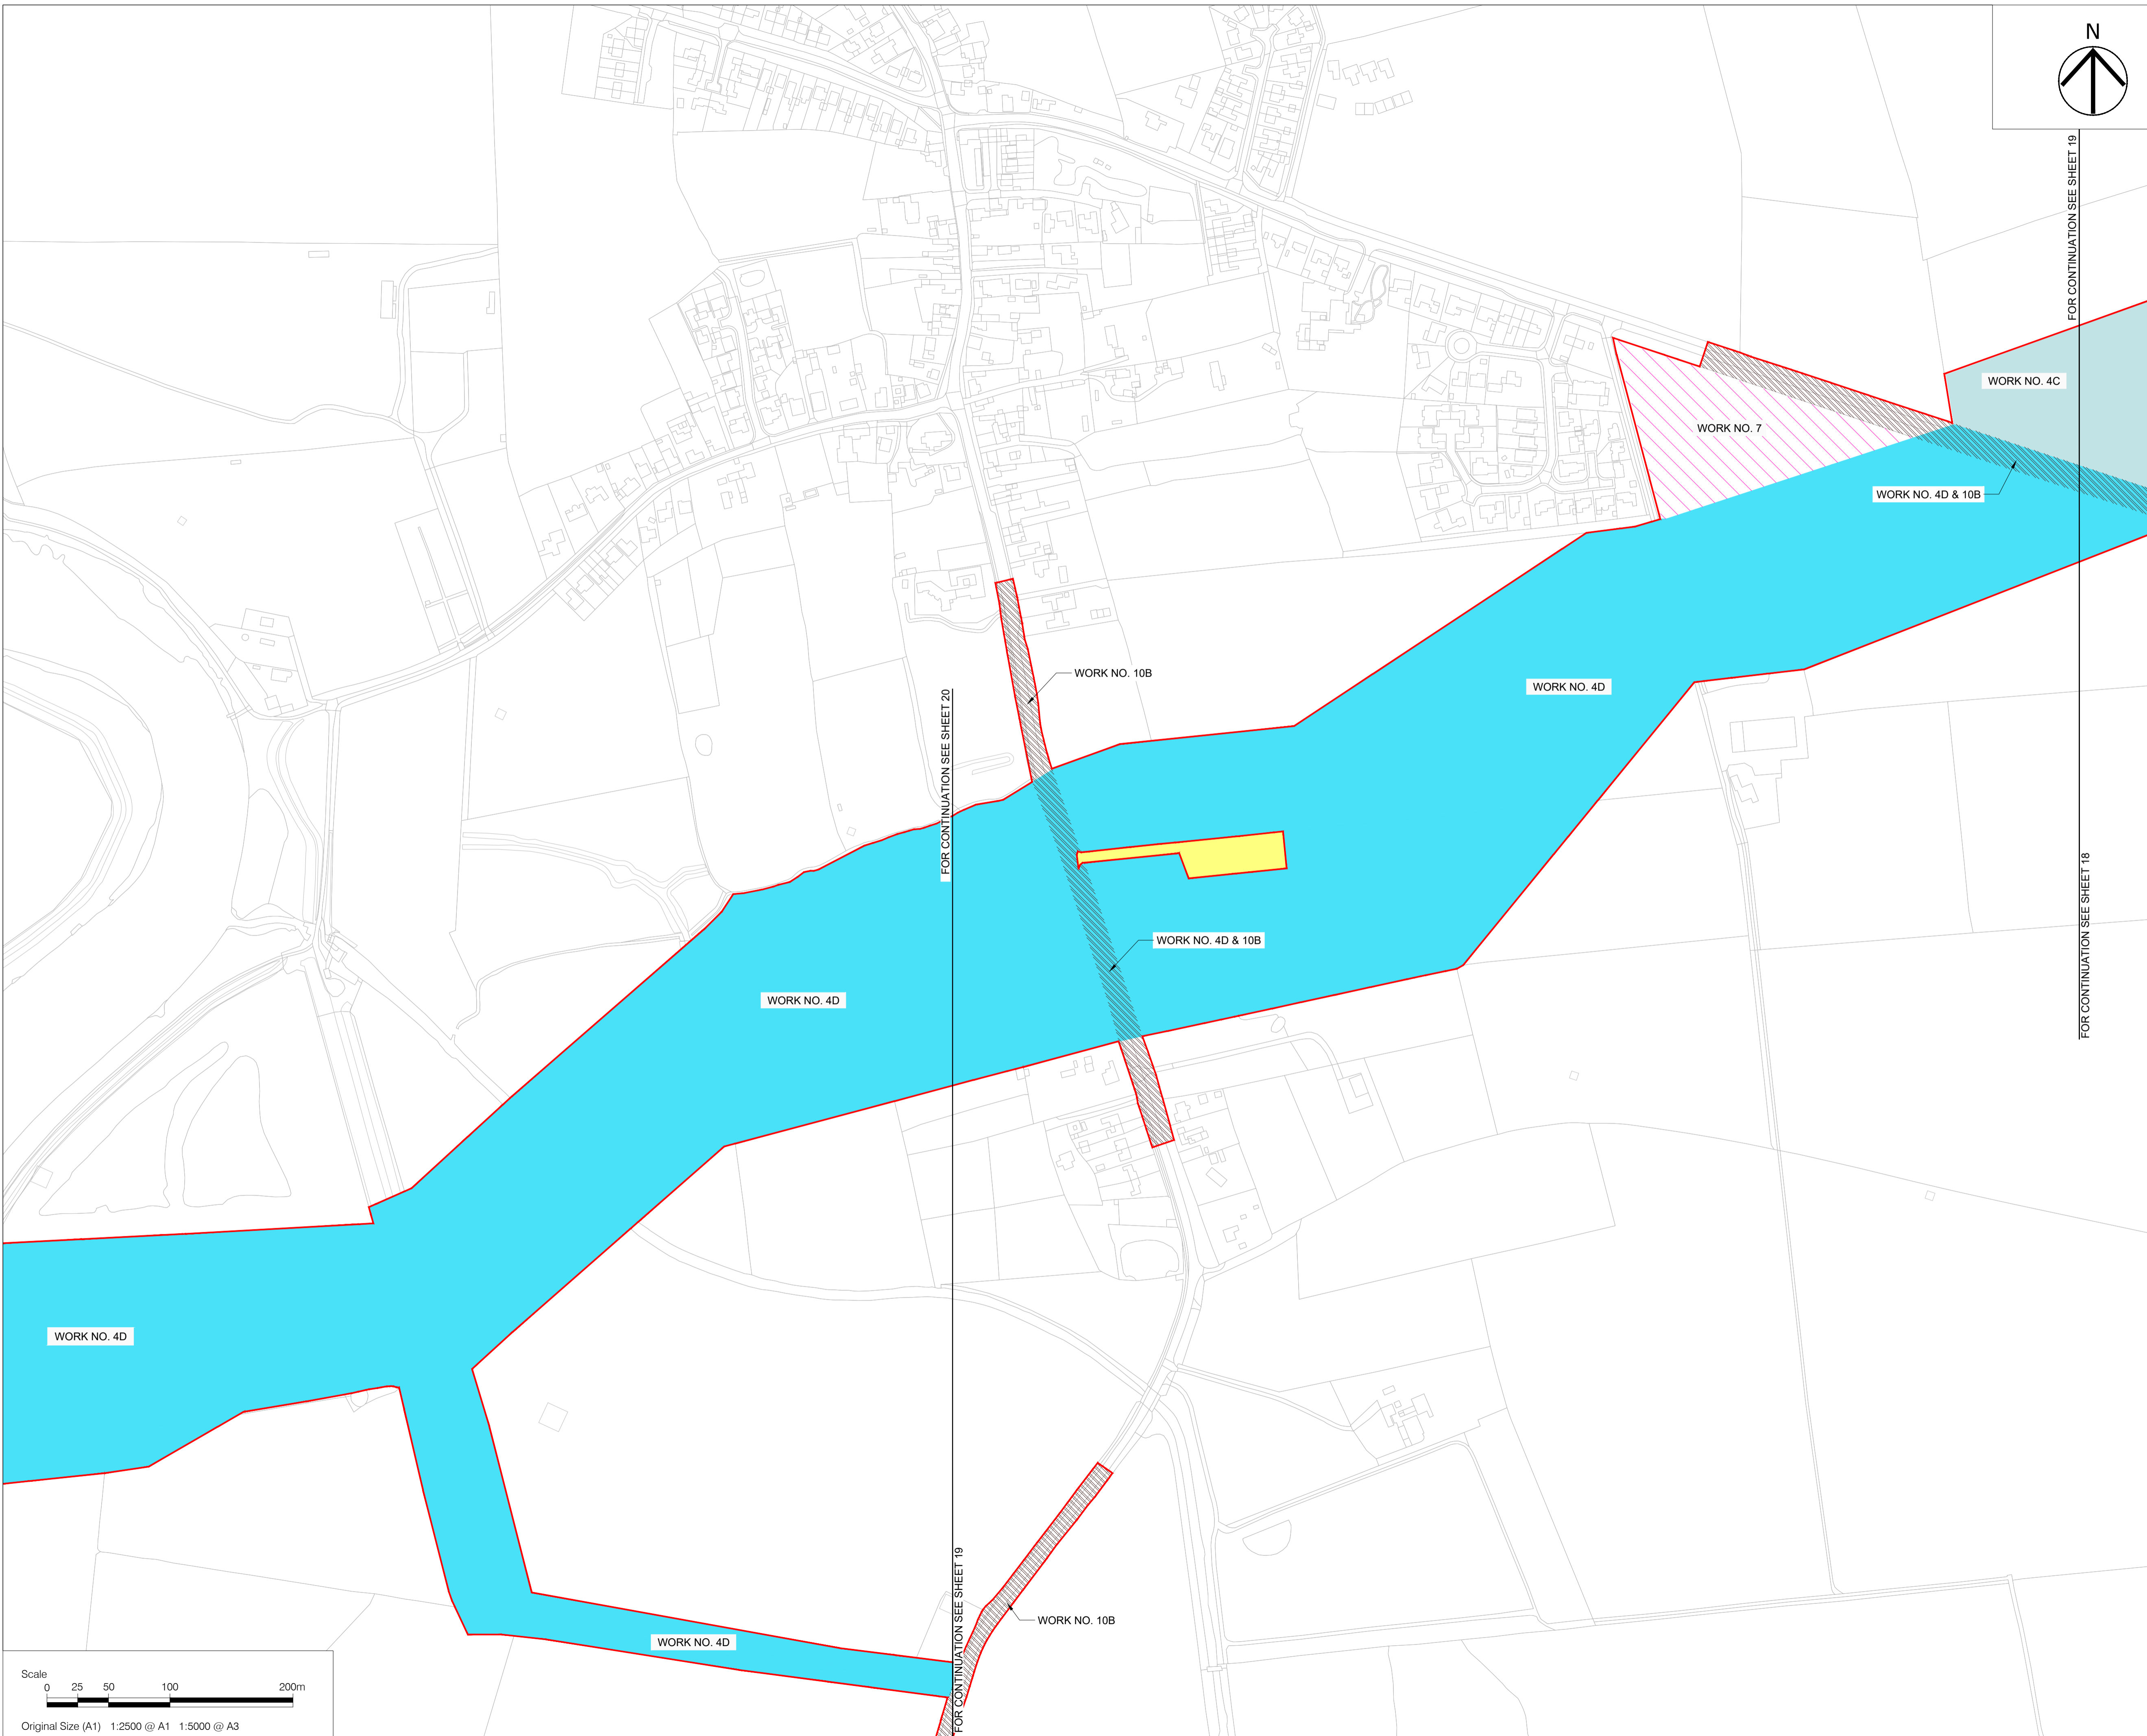 N
FOR CONTINUATION SEE SHEET 19
WORK NO. 4C
WORK NO. 7
WORK NO. 4D & 10B
WORK NO. 10B
WORK NO. 4D
FOR CONTINUATION SEE SHEET 20
FOR CONTINUATION SEE SHEET 18
WORK NO. 4D & 10B
WORK NO. 4D
WORK NO. 4D
FOR CONTINUATION SEE SHEET 19
WORK NO. 10B
WORK NO. 4D
Scale
0 25 50 100 200m
Original Size (A1) 1:2500 @ A1 1:5000 @ A3